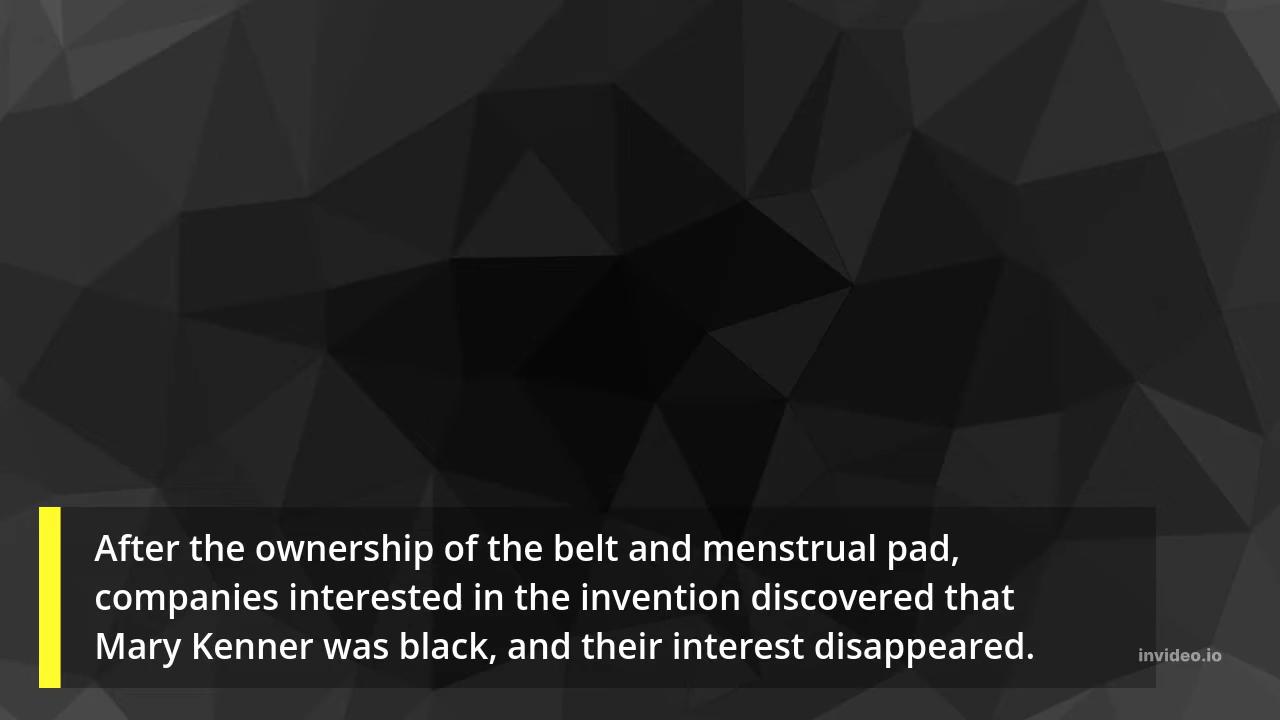 After the ownership of the belt and menstrual pad,
companies interested in the invention discovered that
Mary Kenner was black, and their interest disappeared.
invideo.io